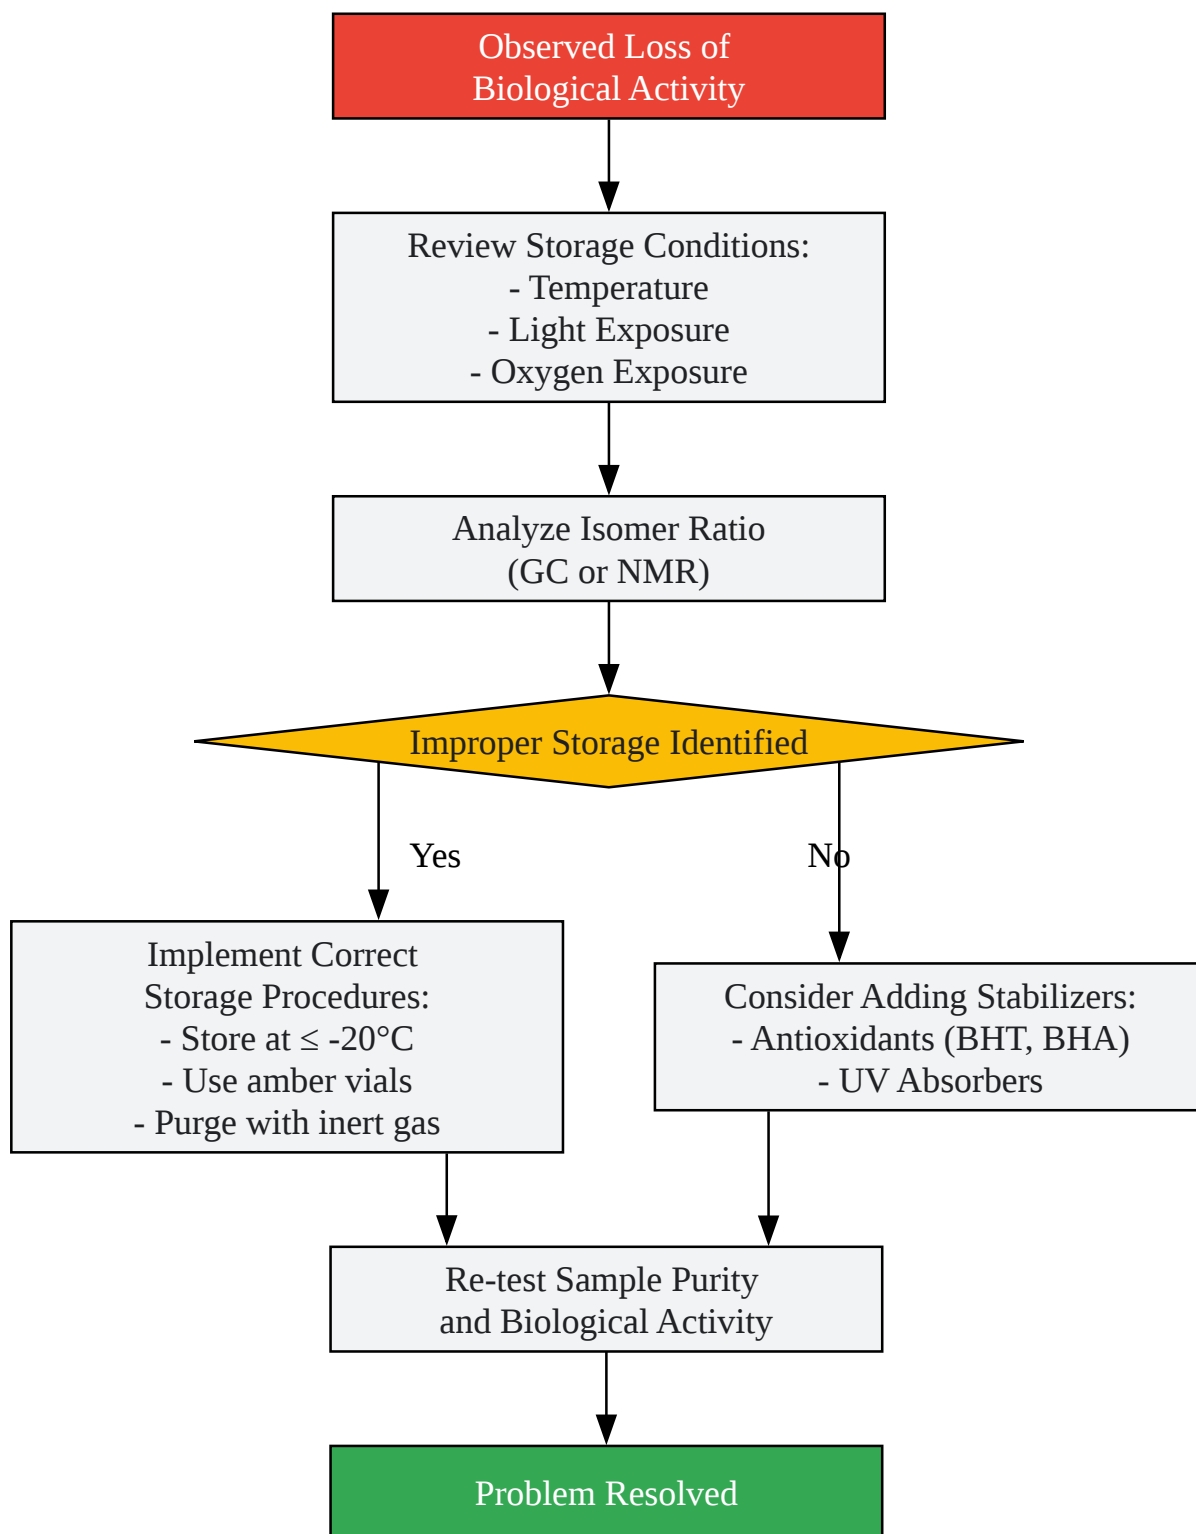 Observed Loss of
Biological Activity
Review Storage Conditions:
- Temperature
- Light Exposure
- Oxygen Exposure
Analyze Isomer Ratio
(GC or NMR)
Improper Storage Identified
Yes
No
Implement Correct
Storage Procedures:
- Store at ≤ -20°C
- Use amber vials
- Purge with inert gas
Consider Adding Stabilizers:
- Antioxidants (BHT, BHA)
- UV Absorbers
Re-test Sample Purity
and Biological Activity
Problem Resolved